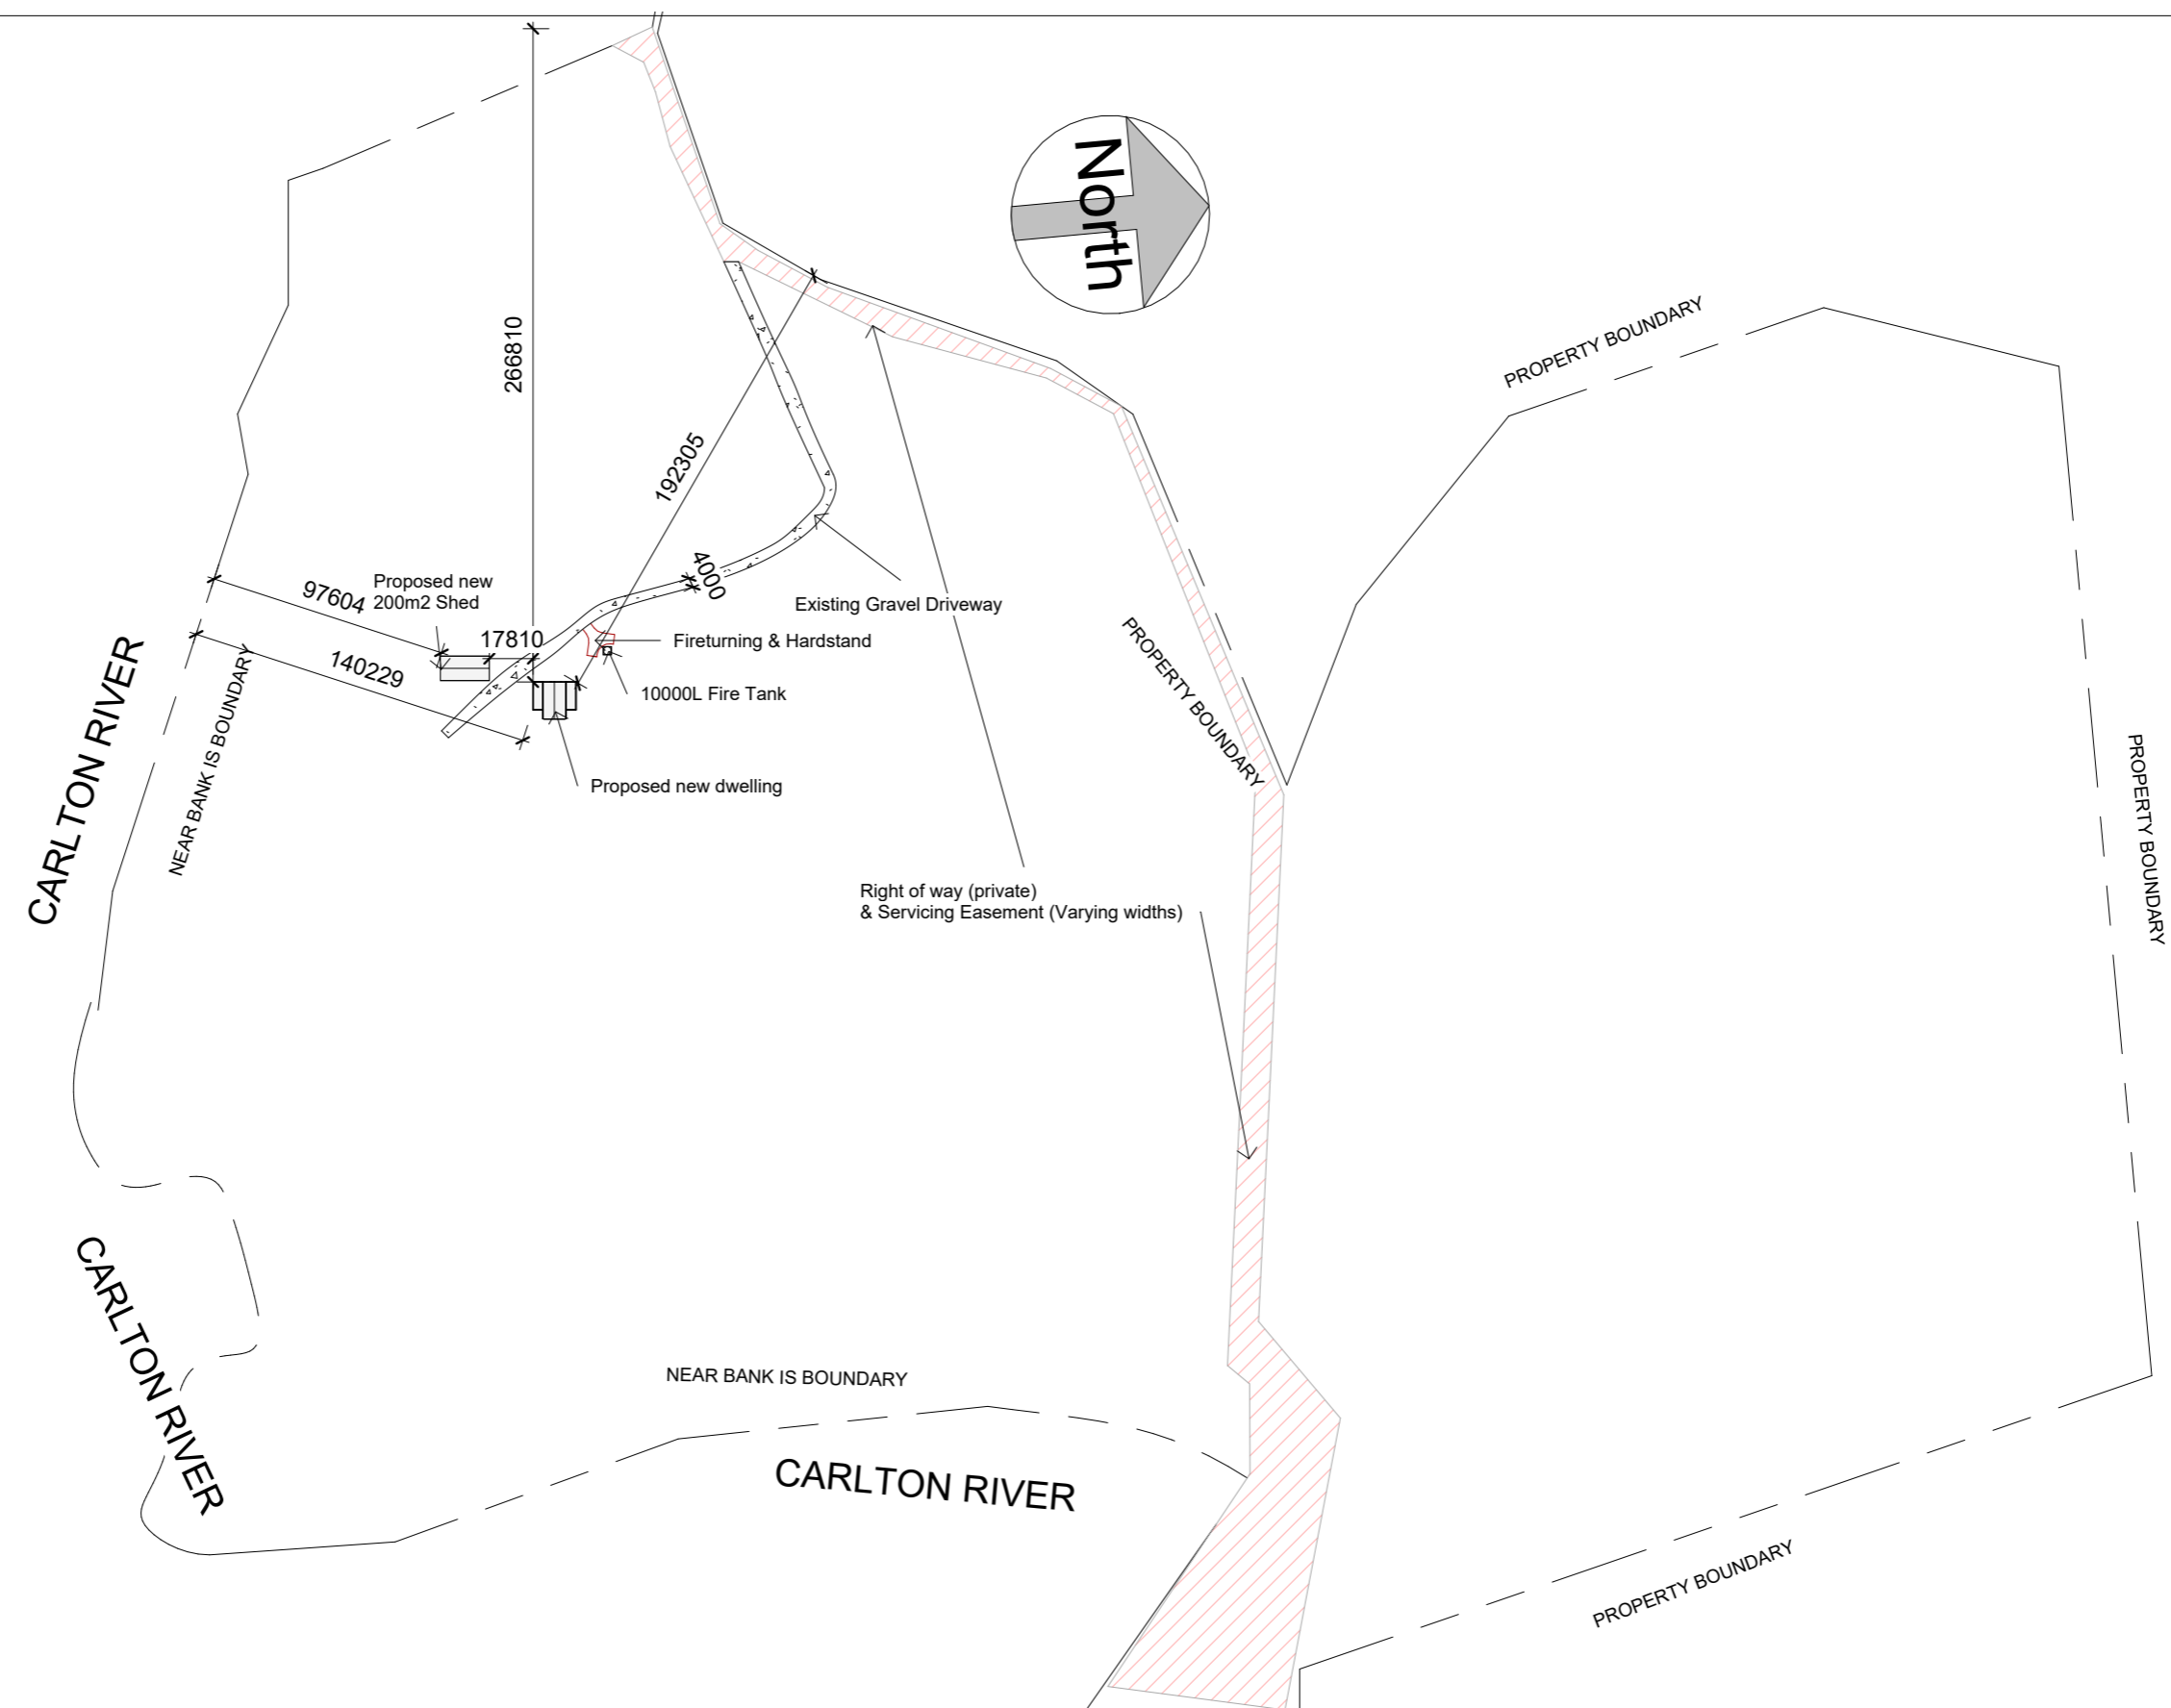 North
266810
PROPERTY BOUNDARY
192305
4000
97604
Proposed new
200m2 Shed
Existing Gravel Driveway
17810
Fireturning & Hardstand
140229
10000L Fire Tank
PROPERTY BOUNDARY
CARLTON RIVER
NEAR BANK IS BOUNDARY
Proposed new dwelling
PROPERTY BOUNDARY
Right of way (private)
& Servicing Easement (Varying widths)
CARLTON RIVER
NEAR BANK IS BOUNDARY
CARLTON RIVER
PROPERTY BOUNDARY